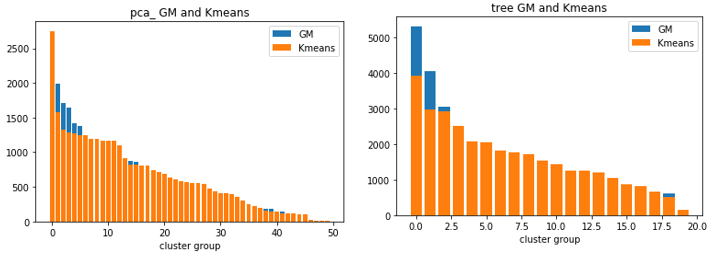 pca_ GM and Kmeans
GM
Kmeans
2500
2000
1500
1000
500
0
0 10 20 30 40 50
cluster group
tree GM and Kmeans
GM
Kmeans
5000
4000
3000
2000
1000
0
0.0 2.5 5.0 7.5 10.0 12.5 15.0 17.5 20.0
cluster group